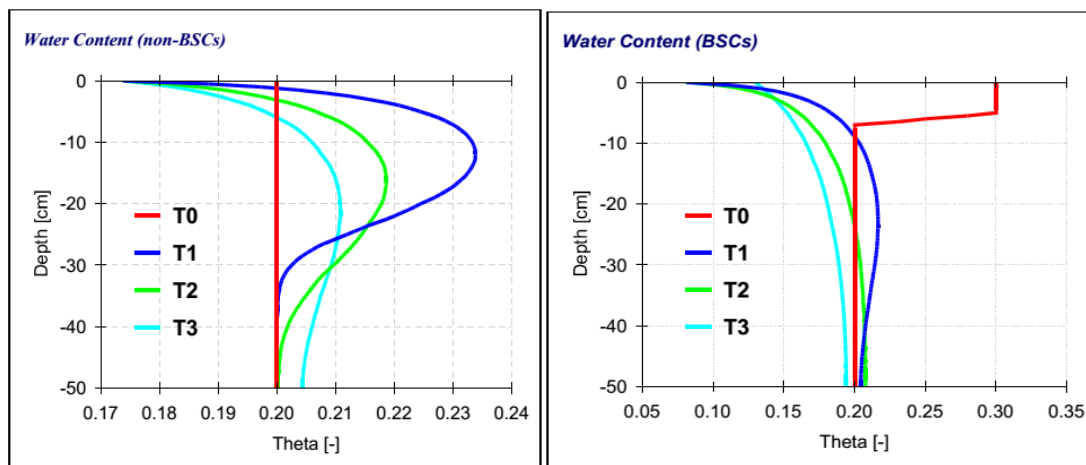 Water Content (non-BSCs)
0
-10
-20
-30
-40
-50
Depth [cm]
T0
T1
T2
T3
0.17 0.18 0.19 0.20 0.21 0.22 0.23 0.24
Theta [-]
Water Content (BSCs)
0
-10
-20
-30
-40
-50
Depth [cm]
T0
T1
T2
T3
0.05 0.10 0.15 0.20 0.25 0.30 0.35
Theta [-]